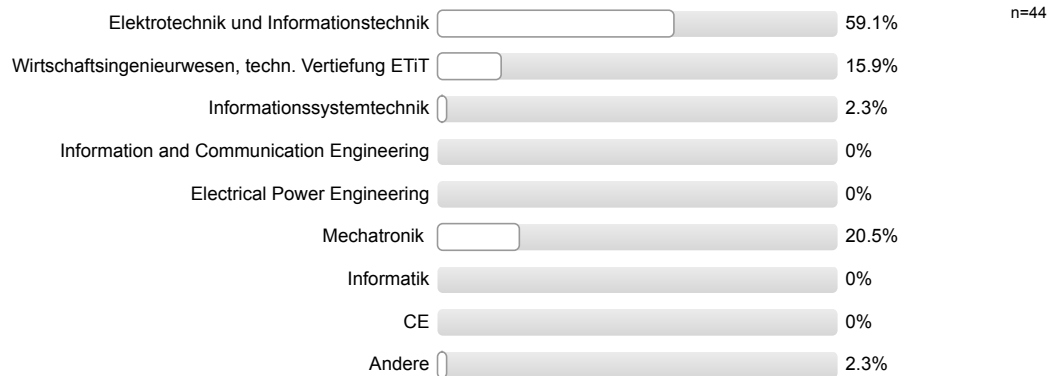 Elektrotechnik und Informationstechnik 59.1% n=44
Wirtschaftsingenieurwesen, techn. Vertiefung ETiT 15.9%
Informationssystemtechnik 2.3%
Information and Communication Engineering 0%
Electrical Power Engineering 0%
Mechatronik 20.5%
Informatik 0%
CE 0%
Andere 2.3%